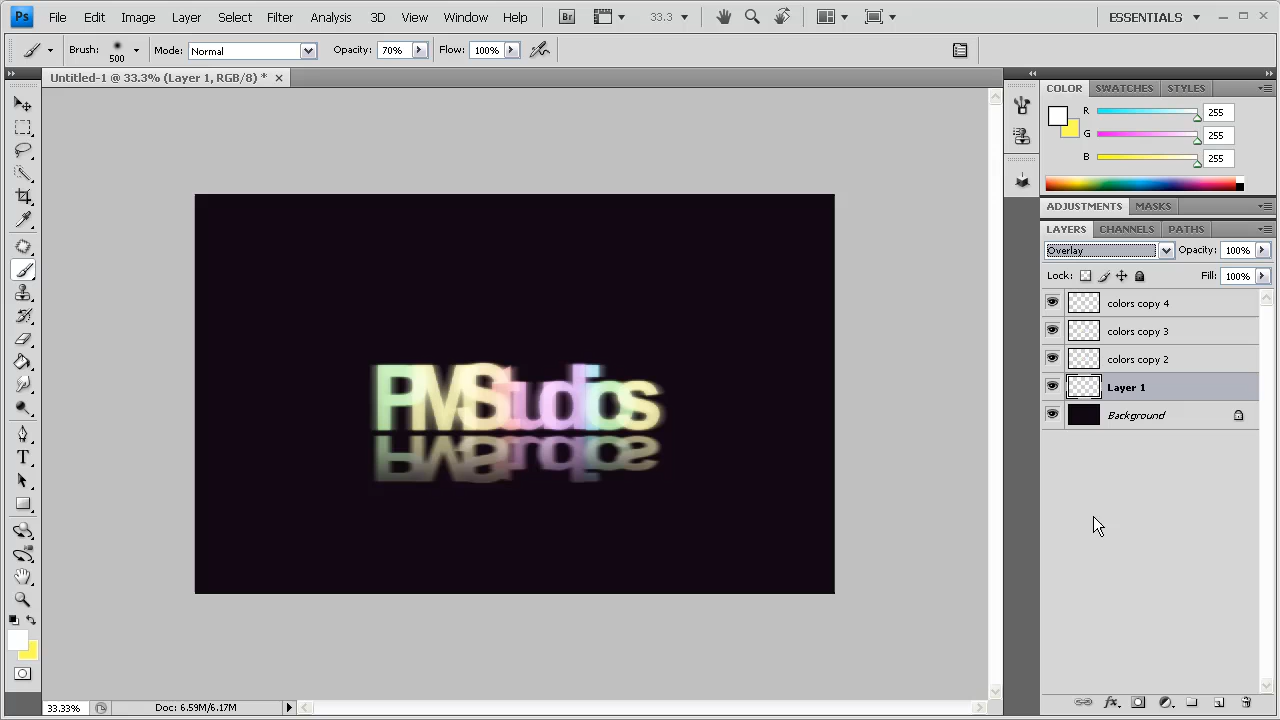 Ps File Edit Image Layer Select Filter Analysis 3D View Window Help Br 33.3 ESSENTIALS
Brush: 500 Mode: Normal Opacity: 70% Flow: 100%
Untitled-1 @ 33.3% (Layer 1, RGB/8) *
COLOR SWATCHES STYLES
R 255
G 255
B 255
ADJUSTMENTS MASKS
LAYERS CHANNELS PATHS
Overlay Opacity: 100%
Lock: Fill: 100%
colors copy 4
colors copy 3
colors copy 2
Layer 1
Background
PMStudios
33.33% Doc: 6.59M/6.17M